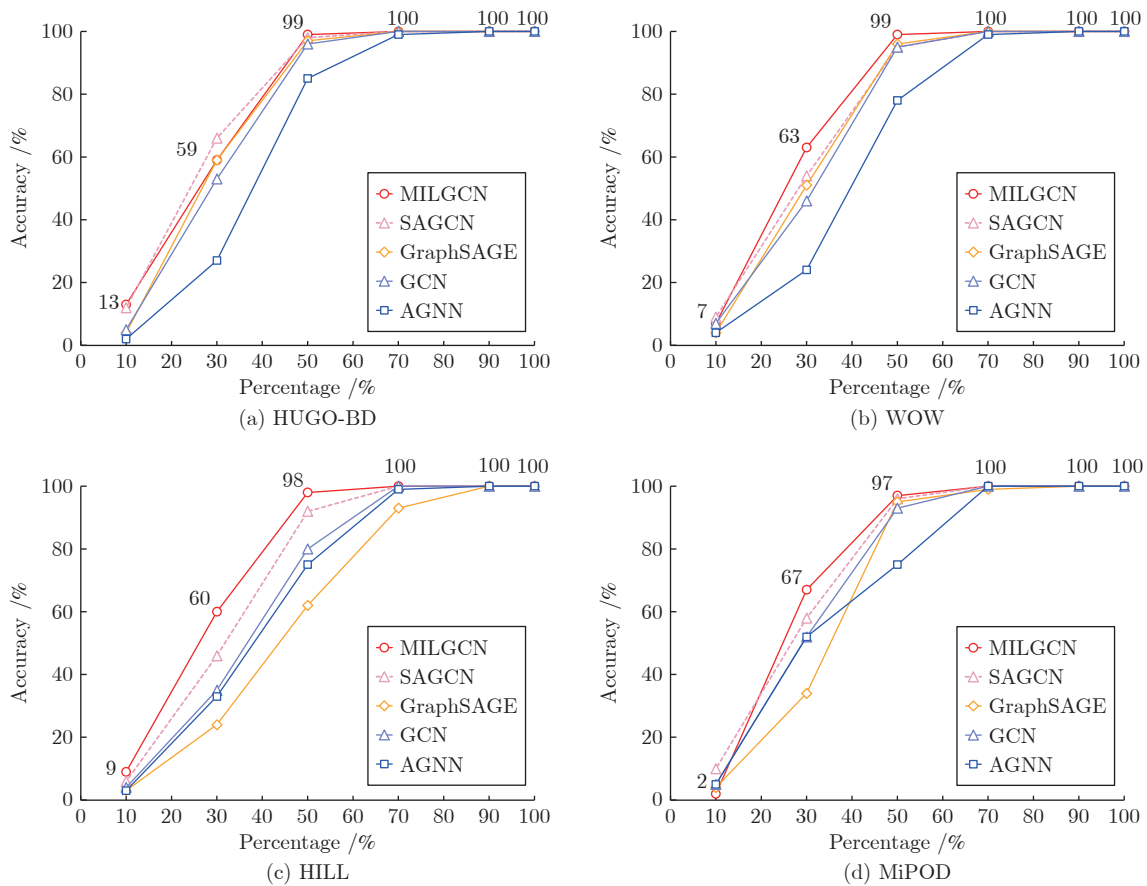 99
100
100
100
100
80
60
40
20
0
Accuracy /%
13
59
MILGCN
SAGCN
GraphSAGE
GCN
AGNN
0
10
20
30
40
50
60
70
80
90
100
Percentage /%
(a) HUGO-BD
99
100
100
100
100
80
60
40
20
0
Accuracy /%
7
63
MILGCN
SAGCN
GraphSAGE
GCN
AGNN
0
10
20
30
40
50
60
70
80
90
100
Percentage /%
(b) WOW
98
100
100
100
100
80
60
40
20
0
Accuracy /%
9
60
MILGCN
SAGCN
GraphSAGE
GCN
AGNN
0
10
20
30
40
50
60
70
80
90
100
Percentage /%
(c) HILL
97
100
100
100
100
80
60
40
20
0
Accuracy /%
2
67
MILGCN
SAGCN
GraphSAGE
GCN
AGNN
0
10
20
30
40
50
60
70
80
90
100
Percentage /%
(d) MiPOD